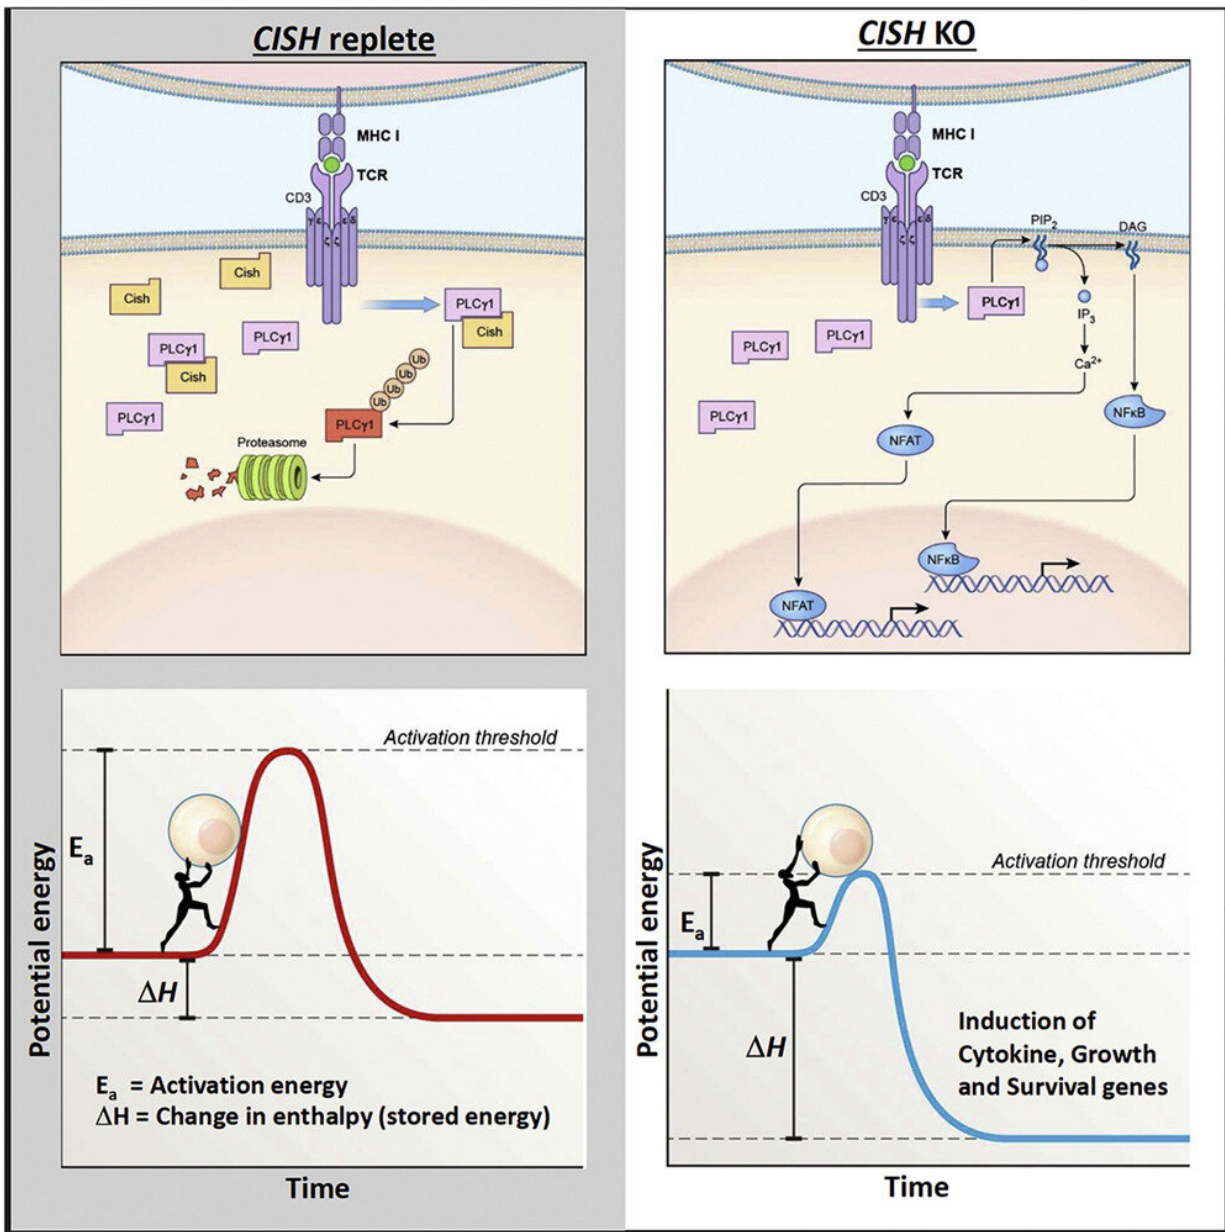 CISH replete
MHC I
TCR
CD3
γ ε ε δ
ζ ζ
Cish
Cish
PLCγ1
Cish
PLCγ1
PLCγ1
Cish
PLCγ1
Ub
Ub
Ub
Ub
PLCγ1
Proteasome
CISH KO
MHC I
TCR
CD3
γ ε ε δ
ζ ζ
PIP2
DAG
PLCγ1
IP3
Ca2+
PLCγ1
PLCγ1
PLCγ1
NFκB
NFAT
NFκB
NFAT
Activation threshold
Ea
ΔH
Potential energy
Ea = Activation energy
ΔH = Change in enthalpy (stored energy)
Time
Activation threshold
Ea
ΔH
Potential energy
Induction of
Cytokine, Growth
and Survival genes
Time